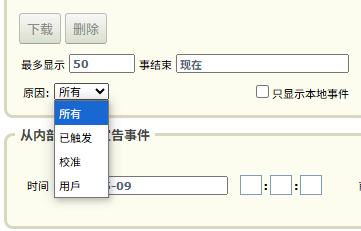 下载 删除
最多显示 50 事结束 现在
原因: 所有 只显示本地事件
所有
已触发
校准
用戶
从内部 告事件
时间 -09 : :